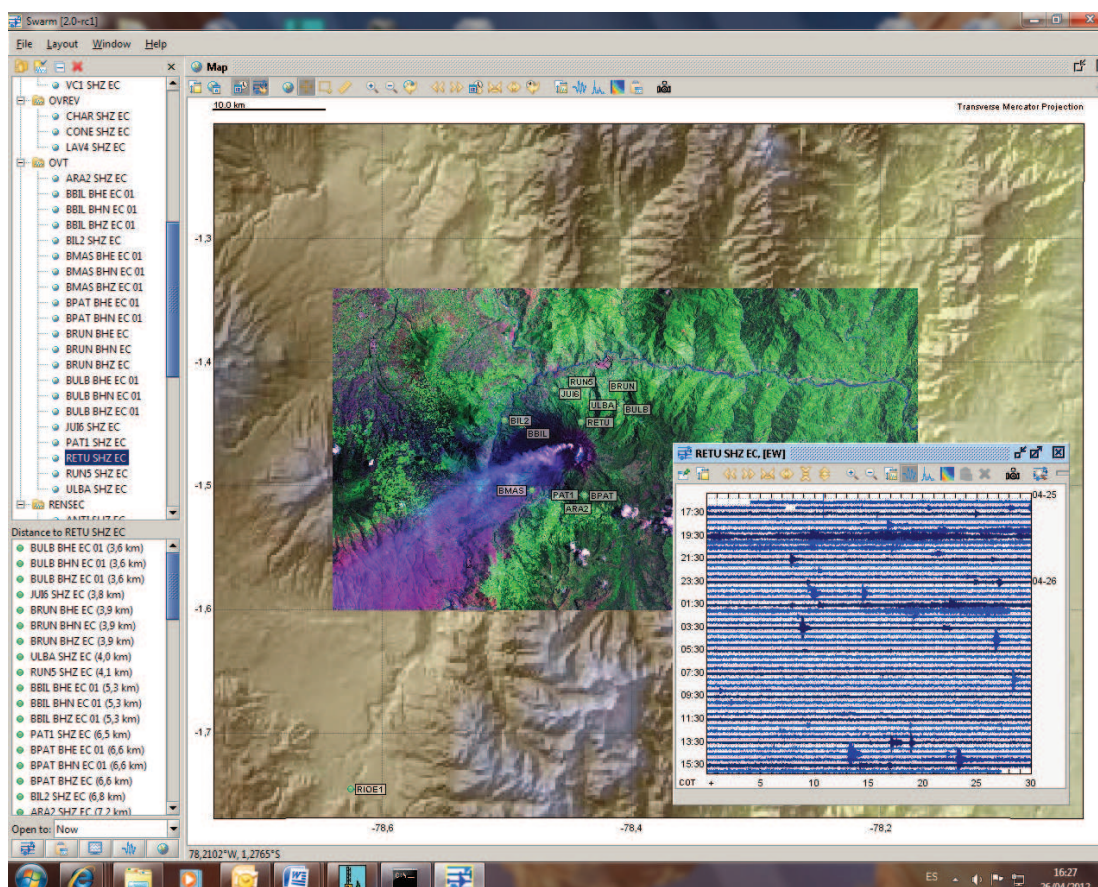 Swarm [2.0-rc1]
File Layout Window Help
VC1 SHZ EC
OVREV
CHAR SHZ EC
CONE SHZ EC
LAV4 SHZ EC
OVT
ARA2 SHZ EC
BBIL BHE EC 01
BBIL BHN EC 01
BBIL BHZ EC 01
BIL2 SHZ EC
BMAS BHE EC 01
BMAS BHN EC 01
BMAS BHZ EC 01
BPAT BHE EC 01
BPAT BHN EC 01
BRUN BHE EC
BRUN BHN EC
BRUN BHZ EC
BULB BHE EC 01
BULB BHN EC 01
BULB BHZ EC 01
JUI6 SHZ EC
PAT1 SHZ EC
RETU SHZ EC
RUN5 SHZ EC
ULBA SHZ EC
RENSEC
ANTI SHZ EC
Distance to RETU SHZ EC
BULB BHE EC 01 (3,6 km)
BULB BHN EC 01 (3,6 km)
BULB BHZ EC 01 (3,6 km)
JUI6 SHZ EC (3,8 km)
BRUN BHE EC (3,9 km)
BRUN BHN EC (3,9 km)
BRUN BHZ EC (3,9 km)
ULBA SHZ EC (4,0 km)
RUN5 SHZ EC (4,1 km)
BBIL BHE EC 01 (5,3 km)
BBIL BHN EC 01 (5,3 km)
BBIL BHZ EC 01 (5,3 km)
PAT1 SHZ EC (6,5 km)
BPAT BHE EC 01 (6,6 km)
BPAT BHN EC 01 (6,6 km)
BPAT BHZ EC (6,6 km)
BIL2 SHZ EC (6,8 km)
ARA2 SHZ EC (7,2 km)
Open to: Now
Map
10.0 km
Transverse Mercator Projection
-1,3
-1,4
-1,5
-1,6
-1,7
-78,6
-78,4
-78,2
RUN5
BRUN
JUI6
ULBA
BULB
BIL2
RETU
BBIL
BMAS
PAT1
BPAT
ARA2
RIOE1
RETU SHZ EC, [EW]
04-25
17:30
19:30
21:30
23:30
04-26
01:30
03:30
05:30
07:30
09:30
11:30
13:30
15:30
COT + 5 10 15 20 25 30
78,2102°W, 1,2765°S
ES
16:27
26/04/2012